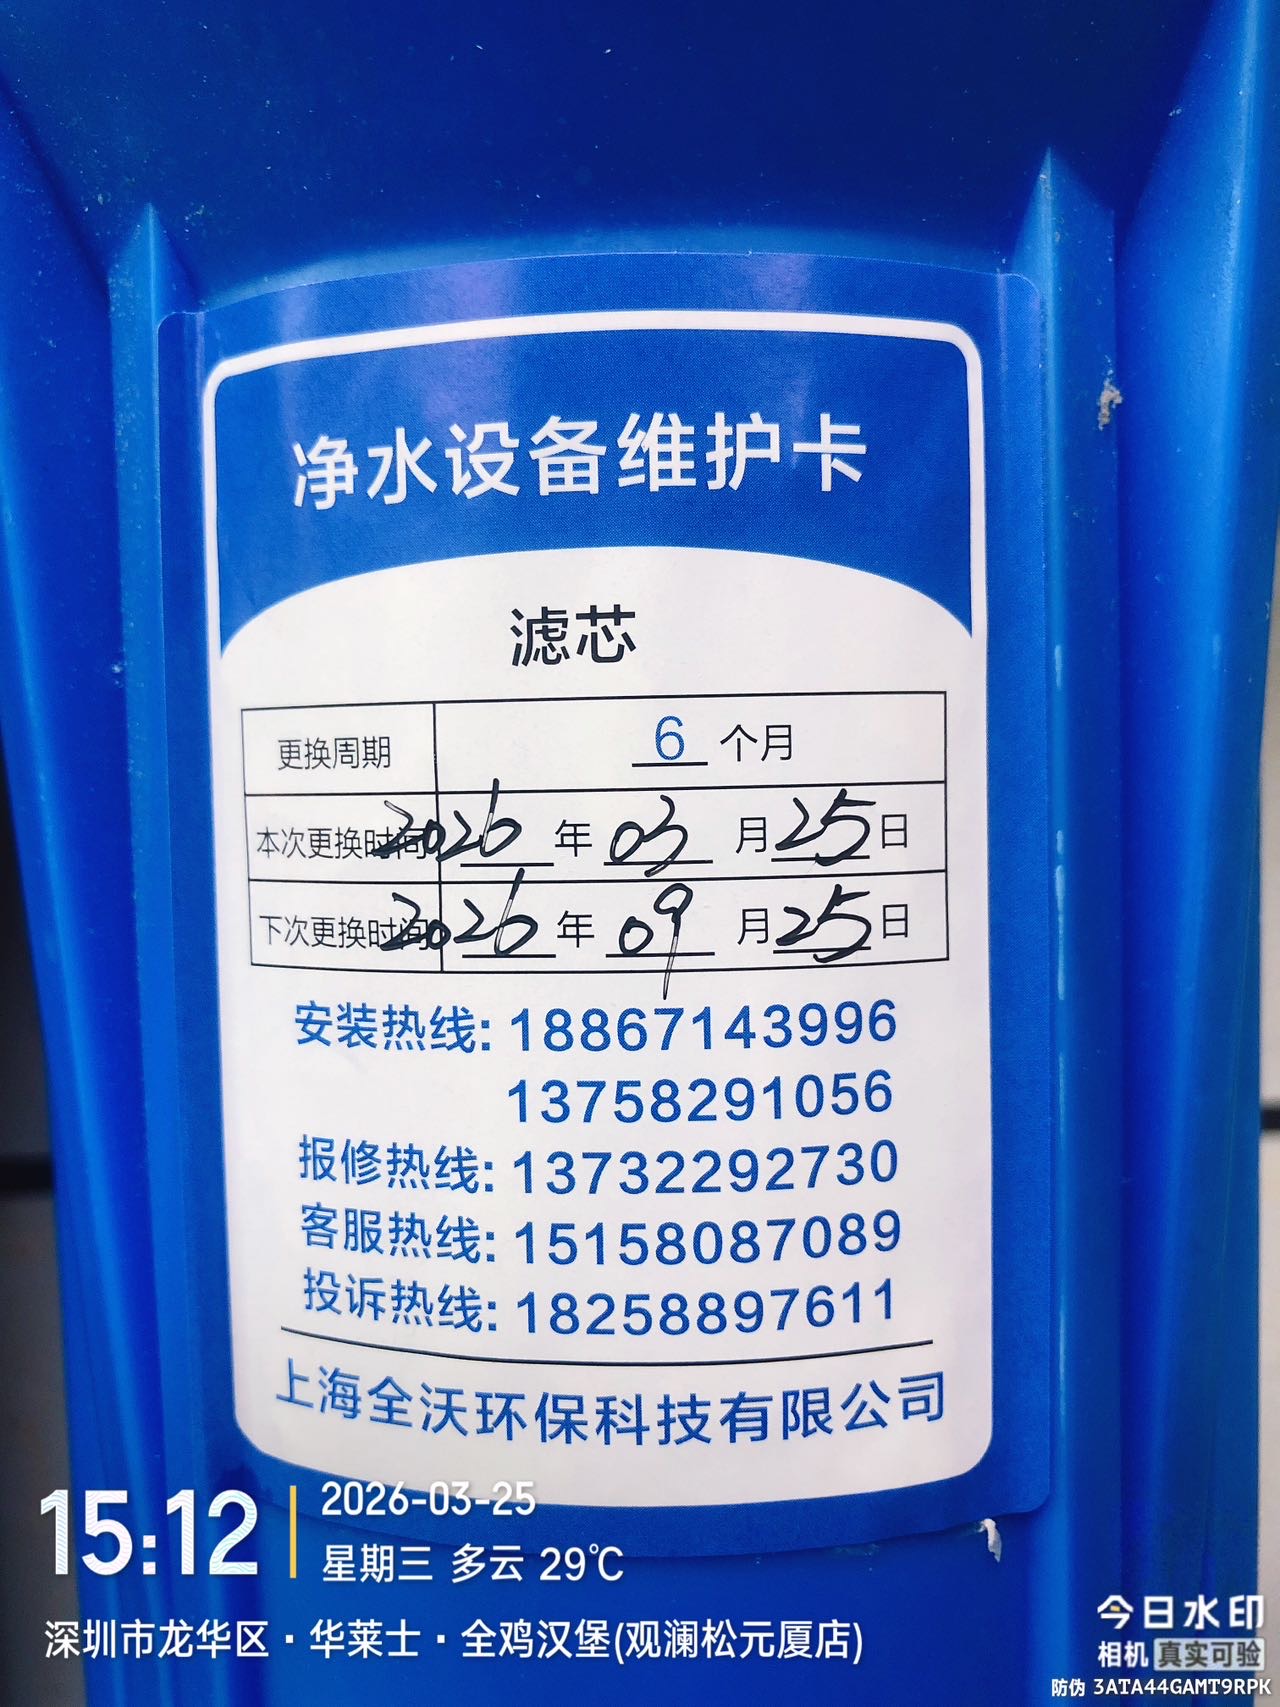 净水设备维护卡
滤芯
更换周期 6 个月
本次更换时间 2026 年 03 月 25 日
下次更换时间 2026 年 09 月 25 日
安装热线: 18867143996
13758291056
报修热线: 13732292730
客服热线: 15158087089
投诉热线: 18258897611
上海全沃环保科技有限公司
15:12
2026-03-25
星期三 多云 29℃
深圳市龙华区·华莱士·全鸡汉堡(观澜松元厦店)
今日水印
相机 真实可验
防伪 3ATA44GAMT9RPK